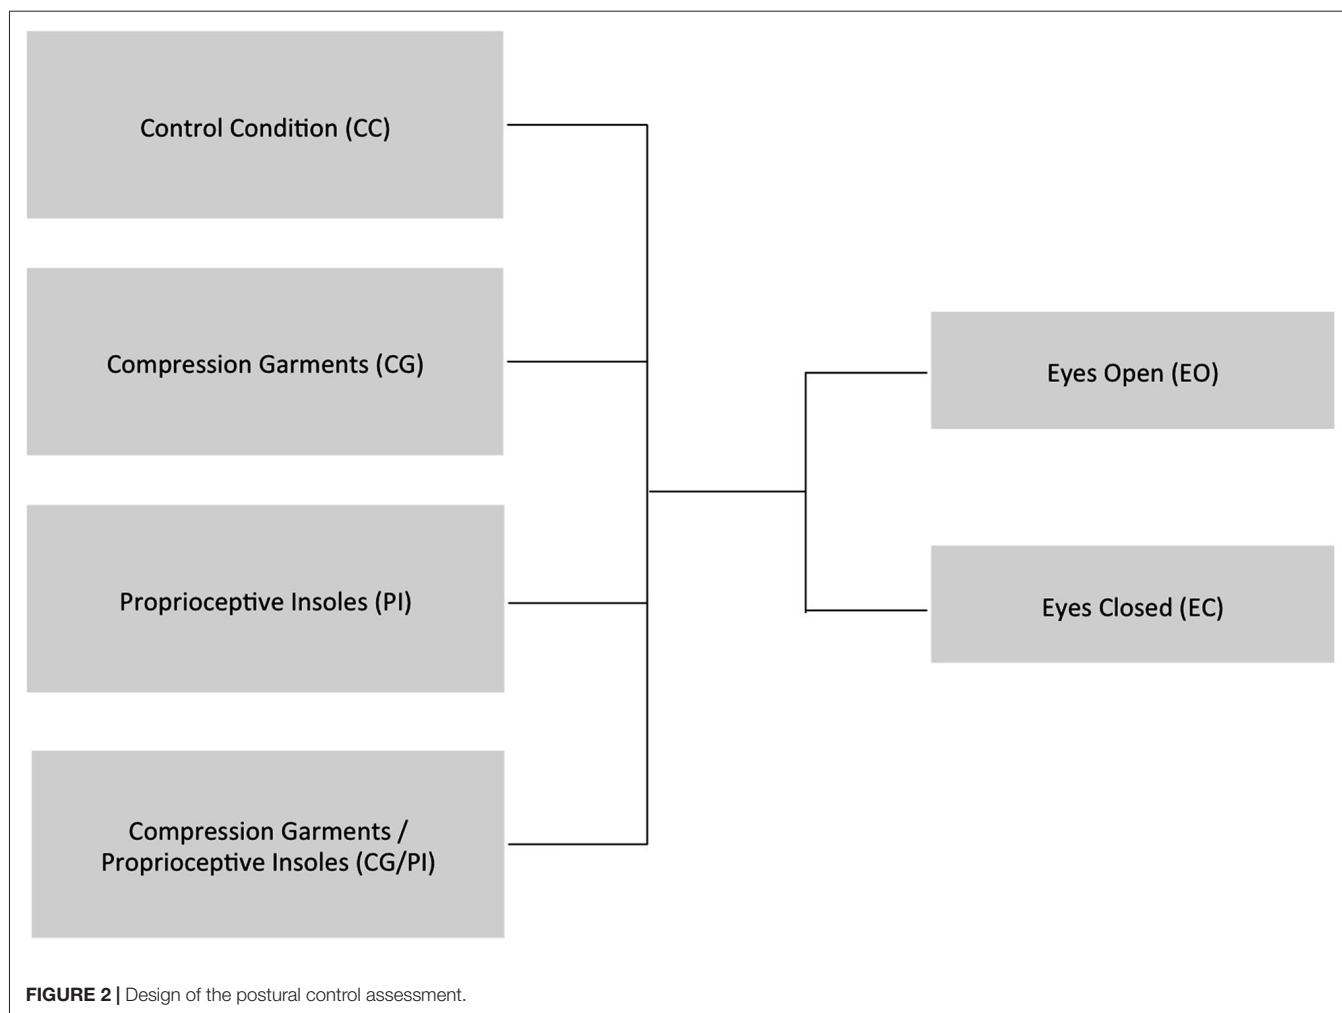 Control Condition (CC)
Compression Garments (CG)
Proprioceptive Insoles (PI)
Compression Garments /
Proprioceptive Insoles (CG/PI)
Eyes Open (EO)
Eyes Closed (EC)
FIGURE 2 | Design of the postural control assessment.